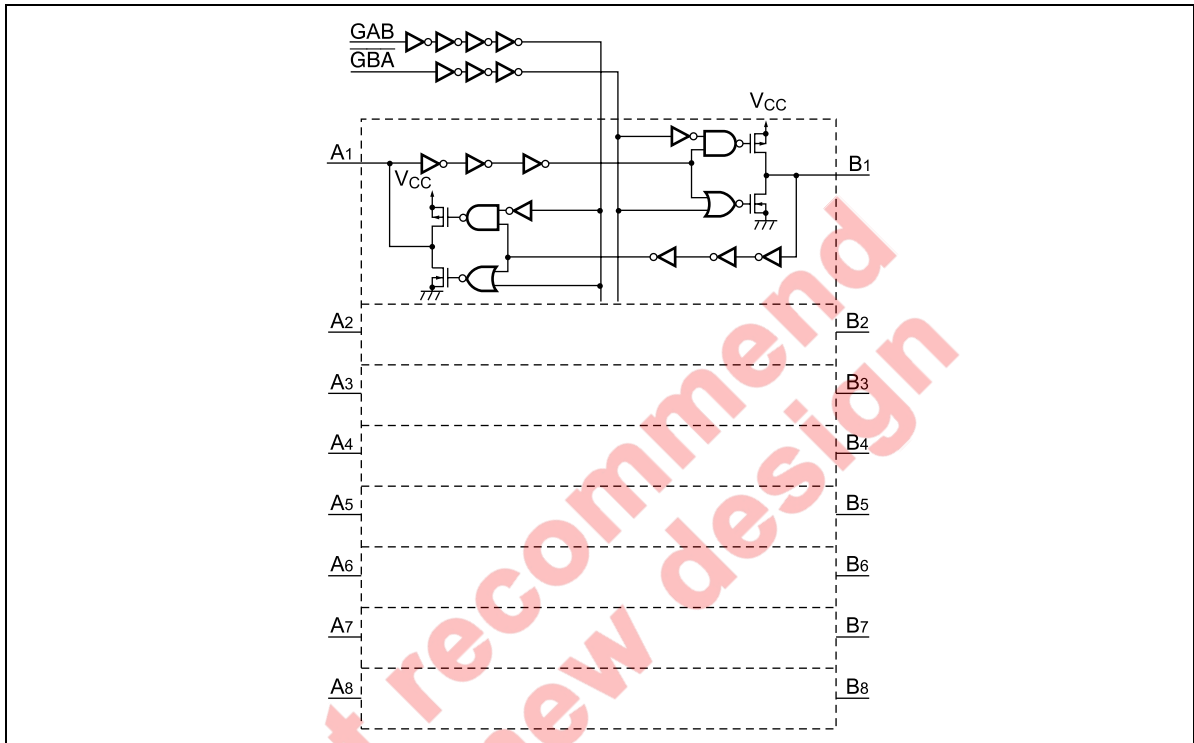 GAB
GBA
VCC
A1
B1
VCC
A2
B2
A3
B3
A4
B4
A5
B5
A6
B6
A7
B7
A8
B8
recommend
new design